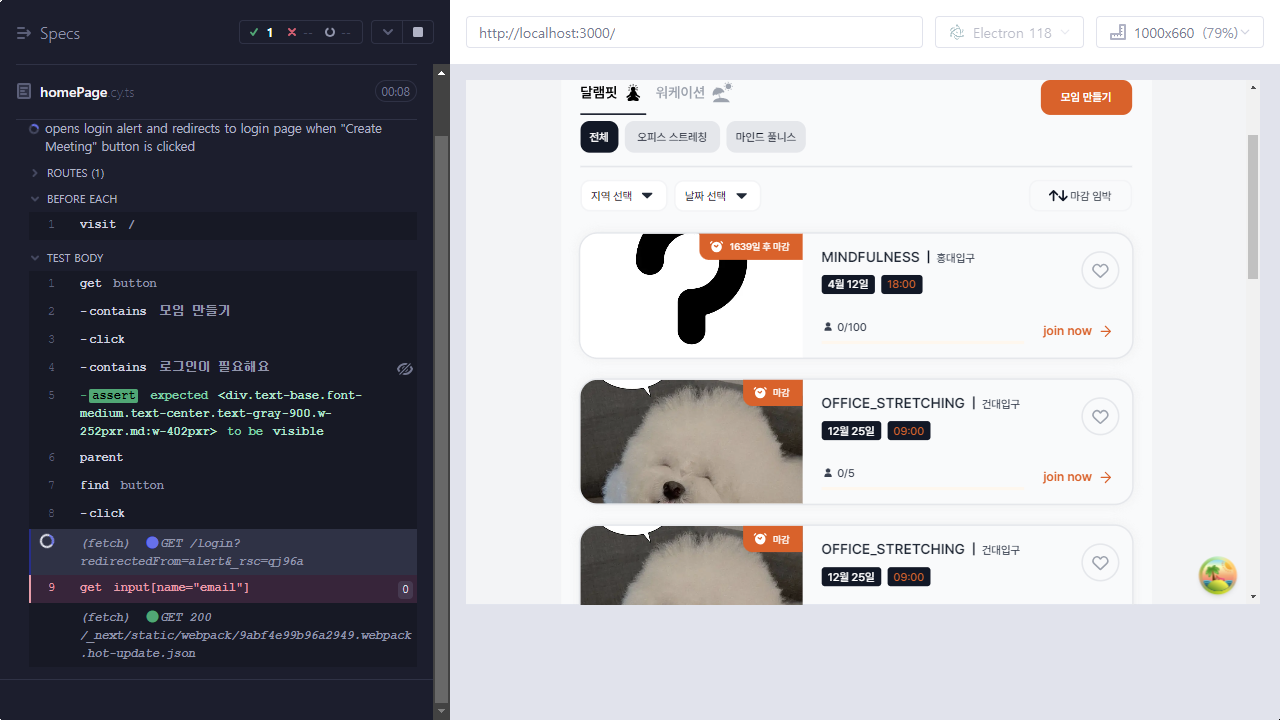 Specs
1
--
--
homePage.cy.ts
00:08
opens login alert and redirects to login page when "Create
Meeting" button is clicked
ROUTES (1)
BEFORE EACH
1 visit /
TEST BODY
1 get button
2 -contains 모임 만들기
3 -click
4 -contains 로그인이 필요해요
5 -assert expected <div.text-base.font-
medium.text-center.text-gray-900.w-
252pxr.md:w-402pxr> to be visible
6 parent
7 find button
8 -click
(fetch) GET /login?
redirectedFrom=alert&_rsc=qj96a
9 get input[name="email"] 0
(fetch) GET 200
/_next/static/webpack/9abf4e99b96a2949.webpack
.hot-update.json
http://localhost:3000/
Electron 118
1000x660 (79%)
달램핏
워케이션
모임 만들기
전체
오피스 스트레칭
마인드 풀니스
지역 선택
날짜 선택
마감 임박
1639일 후 마감
MINDFULNESS | 홍대입구
4월 12일 18:00
0/100
join now
마감
OFFICE_STRETCHING | 건대입구
12월 25일 09:00
0/5
join now
마감
OFFICE_STRETCHING | 건대입구
12월 25일 09:00